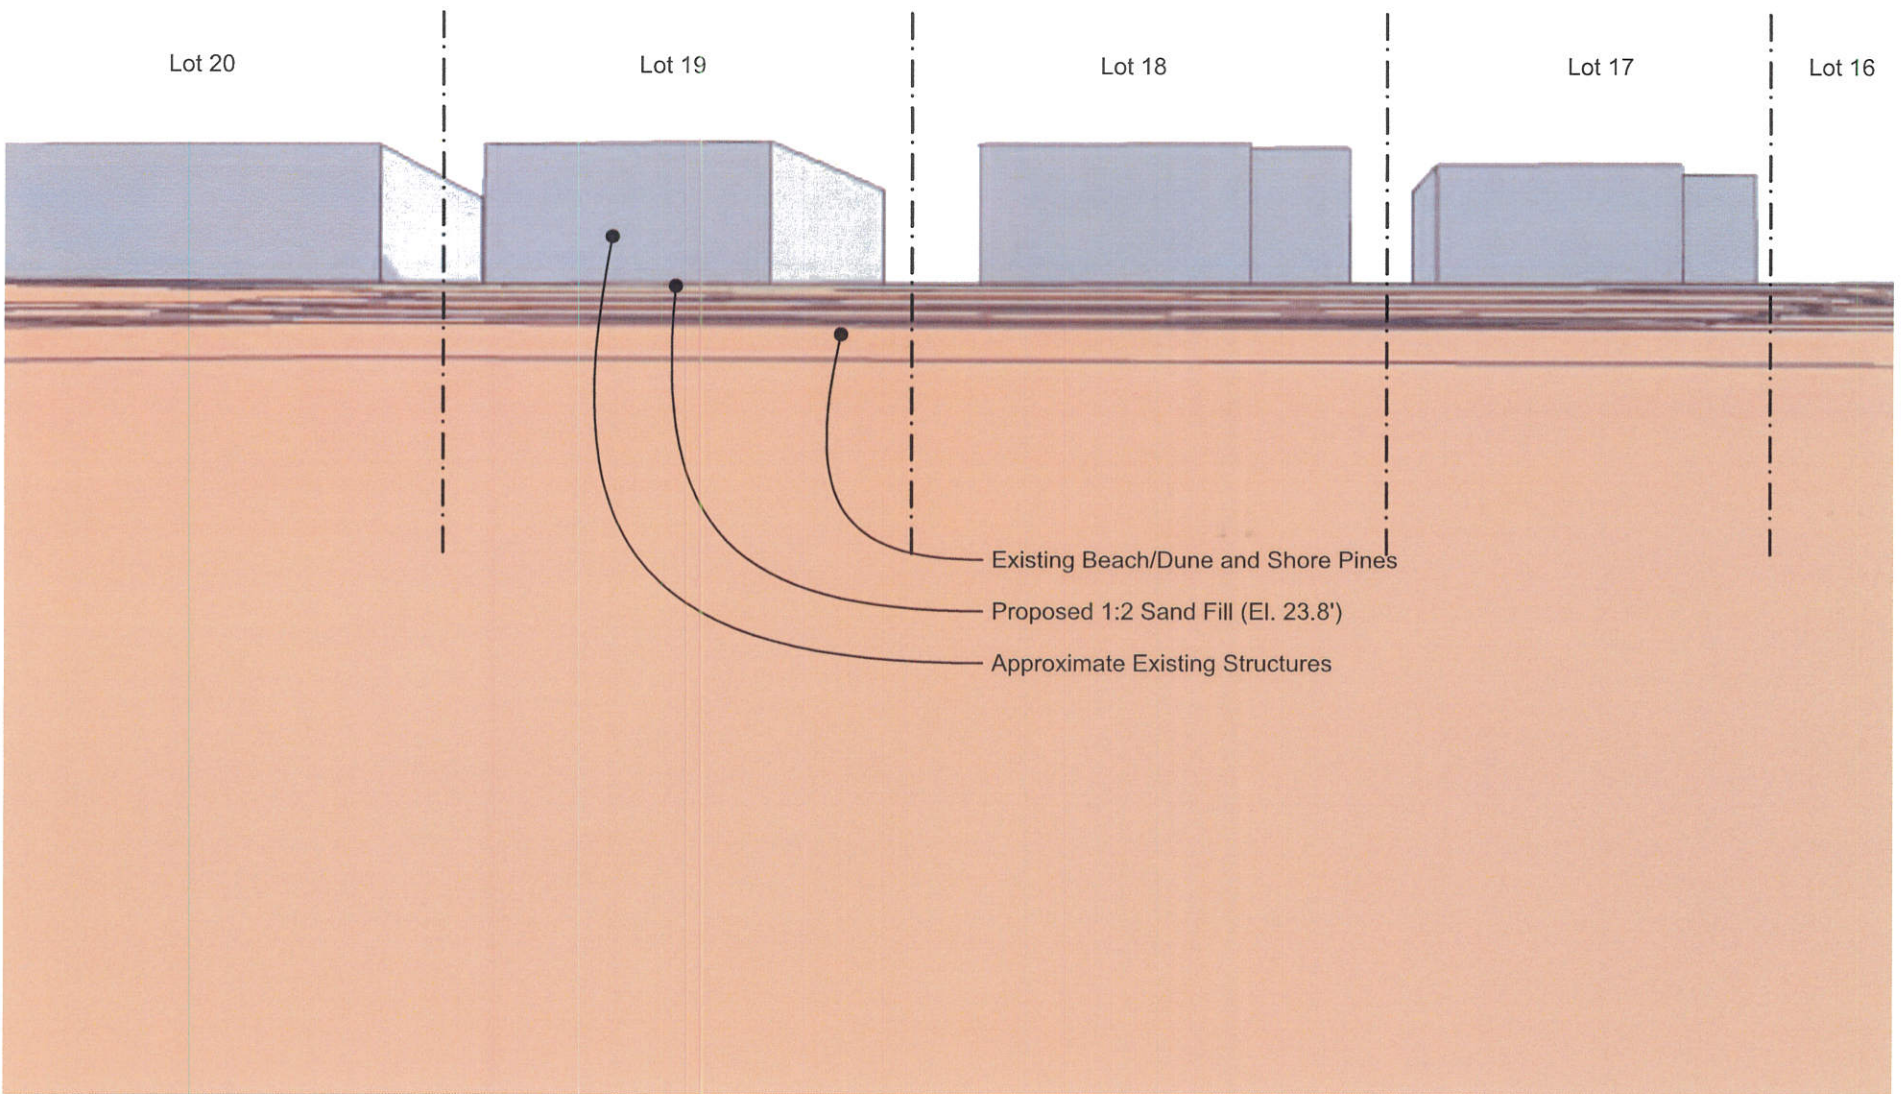 Lot 20
Lot 19
Lot 18
Lot 17
Lot 16
Existing Beach/Dune and Shore Pines
Proposed 1:2 Sand Fill (El. 23.8')
Approximate Existing Structures